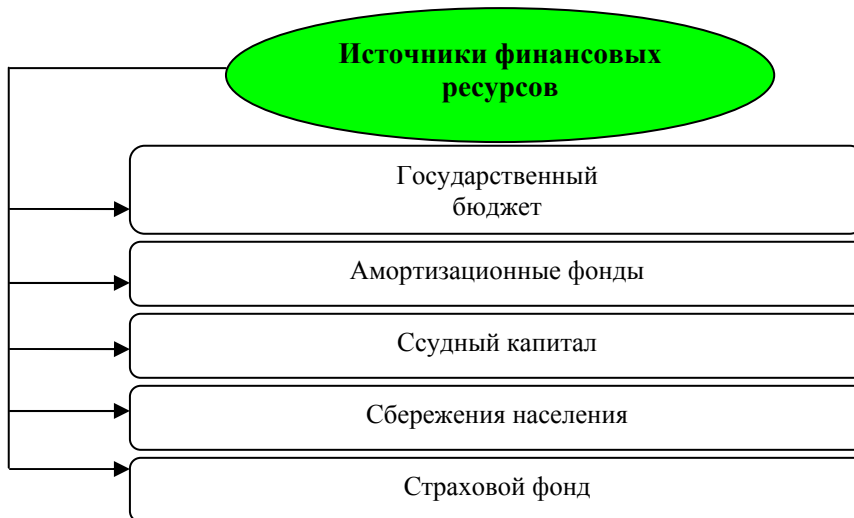 Источники финансовых
ресурсов
Государственный
бюджет
Амортизационные фонды
Ссудный капитал
Сбережения населения
Страховой фонд